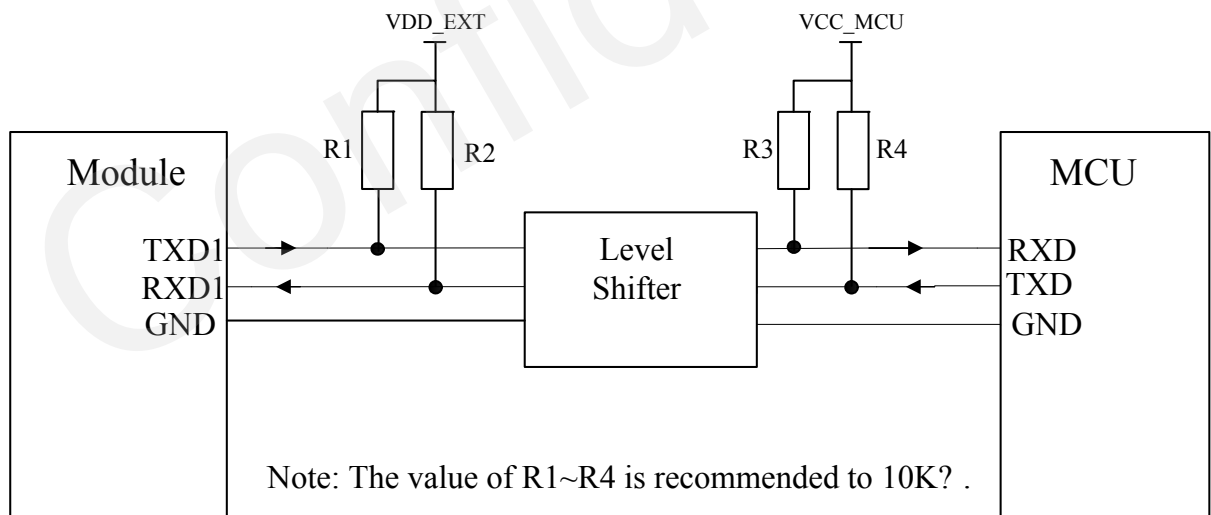 VDD_EXT
VCC_MCU
R1
R2
R3
R4
Module
MCU
TXD1
RXD1
GND
Level
Shifter
RXD
TXD
GND
Note: The value of R1~R4 is recommended to 10K? .